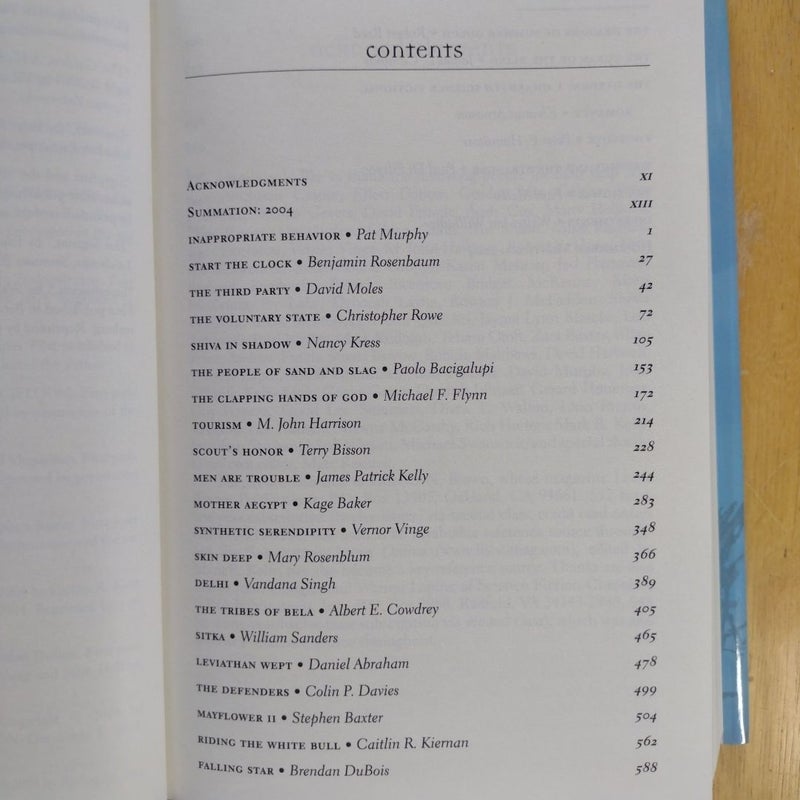 contents
ACKNOWLEDGMENTS XI
SUMMATION: 2004 XIII
INAPPROPRIATE BEHAVIOR • Pat Murphy 1
START THE CLOCK • Benjamin Rosenbaum 27
THE THIRD PARTY • David Moles 42
THE VOLUNTARY STATE • Christopher Rowe 72
SHIVA IN SHADOW • Nancy Kress 105
THE PEOPLE OF SAND AND SLAG • Paolo Bacigalupi 153
THE CLAPPING HANDS OF GOD • Michael F. Flynn 172
TOURISM • M. John Harrison 214
SCOUT'S HONOR • Terry Bisson 228
MEN ARE TROUBLE • James Patrick Kelly 244
MOTHER AEGYPT • Kage Baker 283
SYNTHETIC SERENDIPITY • Vernor Vinge 348
SKIN DEEP • Mary Rosenblum 366
DELHI • Vandana Singh 389
THE TRIBES OF BELA • Albert E. Cowdrey 405
SITKA • William Sanders 465
LEVIATHAN WEPT • Daniel Abraham 478
THE DEFENDERS • Colin P. Davies 499
MAYFLOWER II • Stephen Baxter 504
RIDING THE WHITE BULL • Caitlin R. Kiernan 562
FALLING STAR • Brendan DuBois 588